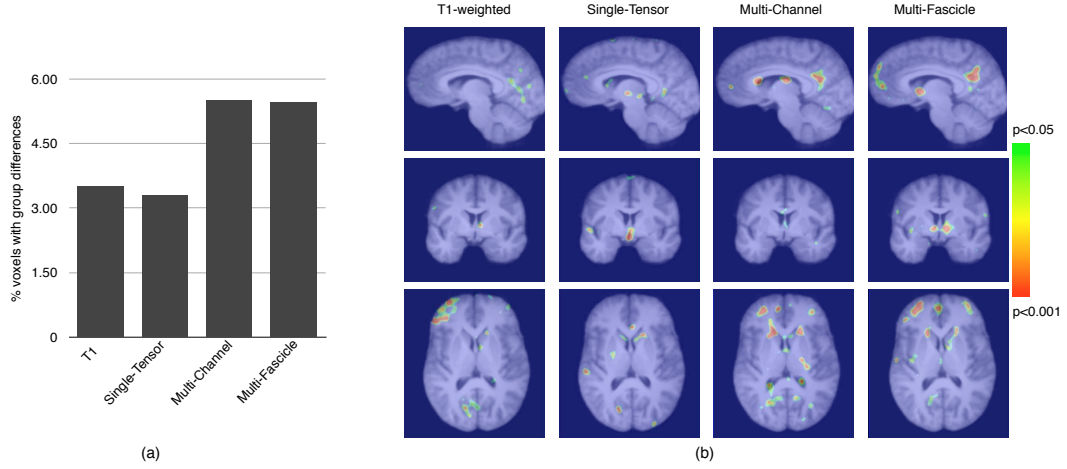 T1-weighted Single-Tensor Multi-Channel Multi-Fascicle
% voxels with group differences
6.00
4.50
3.00
1.50
0
T1
Single-Tensor
Multi-Channel
Multi-Fascicle
p<0.05
p<0.001
(a)
(b)